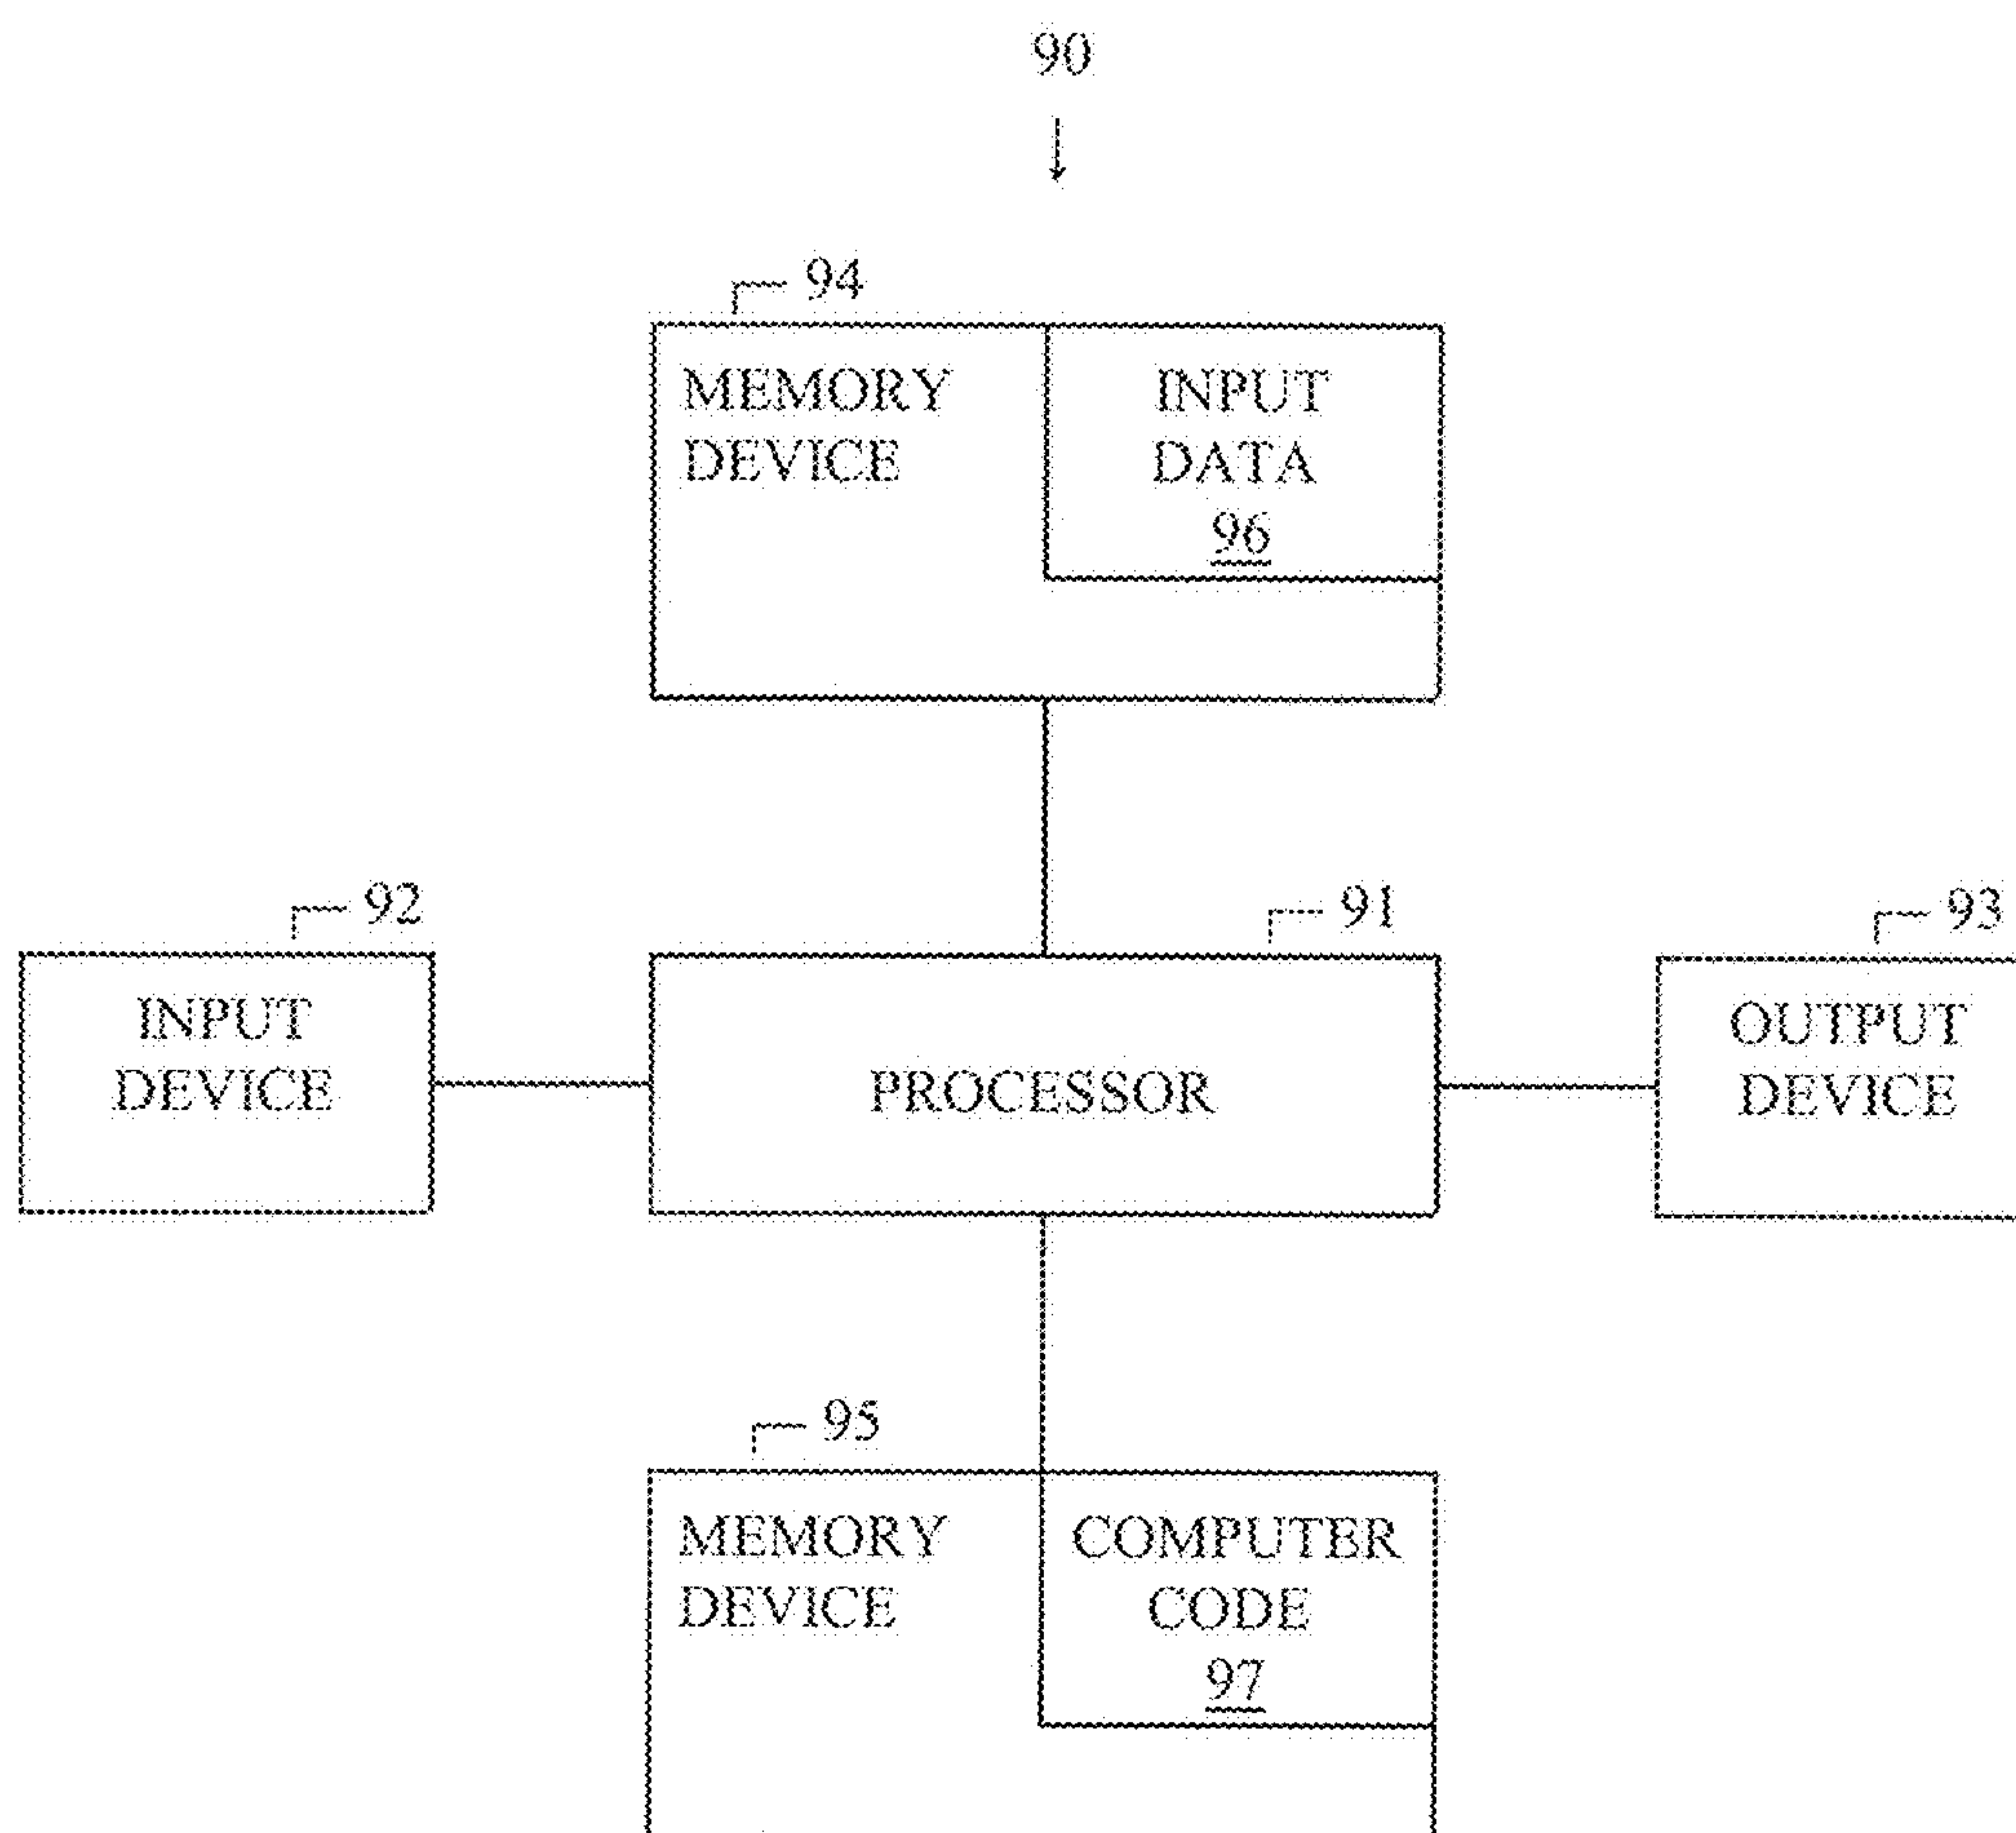 90
94
MEMORY
DEVICE
INPUT
DATA
96
92
INPUT
DEVICE
91
PROCESSOR
93
OUTPUT
DEVICE
95
MEMORY
DEVICE
COMPUTER
CODE
97